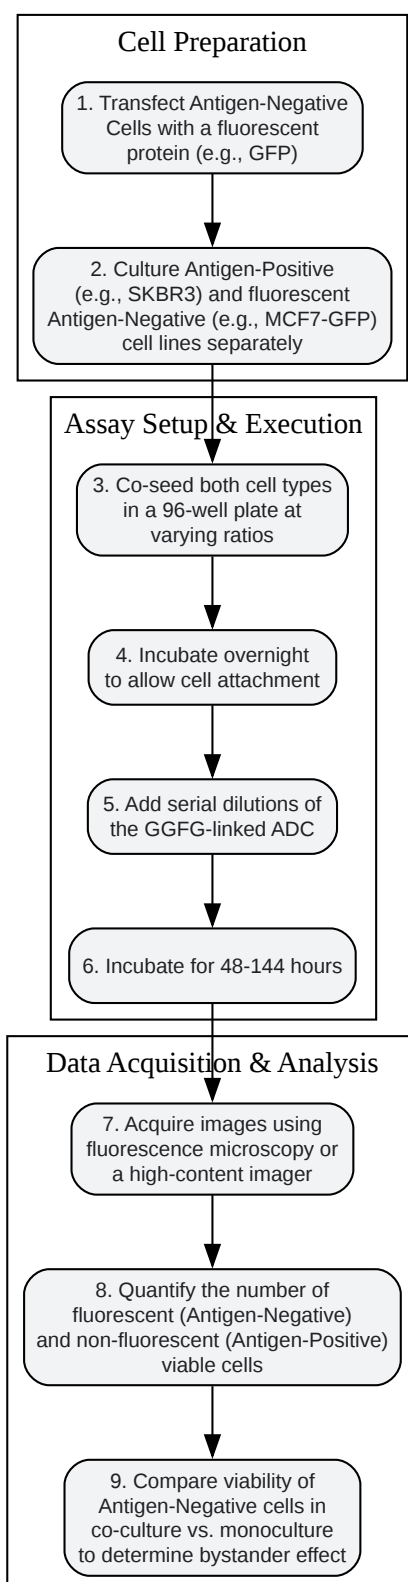 Cell Preparation
1. Transfect Antigen-Negative
Cells with a fluorescent
protein (e.g., GFP)
2. Culture Antigen-Positive
(e.g., SKBR3) and fluorescent
Antigen-Negative (e.g., MCF7-GFP)
cell lines separately
Assay Setup & Execution
3. Co-seed both cell types
in a 96-well plate at
varying ratios
4. Incubate overnight
to allow cell attachment
5. Add serial dilutions of
the GGFG-linked ADC
6. Incubate for 48-144 hours
Data Acquisition & Analysis
7. Acquire images using
fluorescence microscopy or
a high-content imager
8. Quantify the number of
fluorescent (Antigen-Negative)
and non-fluorescent (Antigen-Positive)
viable cells
9. Compare viability of
Antigen-Negative cells in
co-culture vs. monoculture
to determine bystander effect